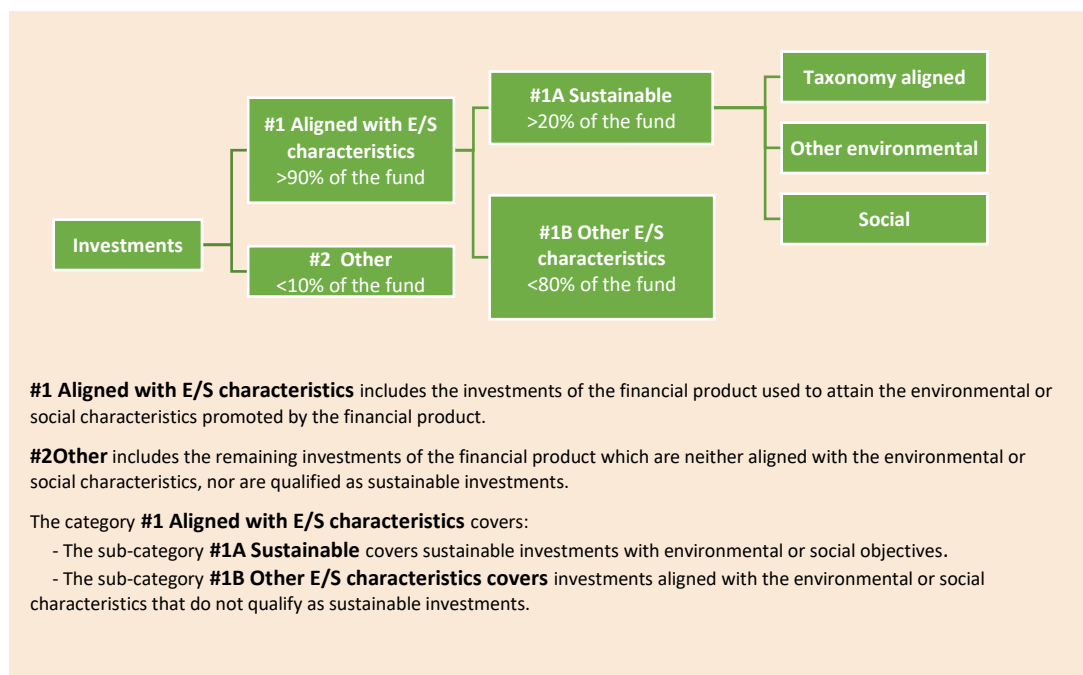 Investments
#1 Aligned with E/S
characteristics
>90% of the fund
#2 Other
<10% of the fund
#1A Sustainable
>20% of the fund
#1B Other E/S
characteristics
<80% of the fund
Taxonomy aligned
Other environmental
Social
#1 Aligned with E/S characteristics includes the investments of the financial product used to attain the environmental or
social characteristics promoted by the financial product.
#2Other includes the remaining investments of the financial product which are neither aligned with the environmental or
social characteristics, nor are qualified as sustainable investments.
The category #1 Aligned with E/S characteristics covers:
- The sub-category #1A Sustainable covers sustainable investments with environmental or social objectives.
- The sub-category #1B Other E/S characteristics covers investments aligned with the environmental or social
characteristics that do not qualify as sustainable investments.